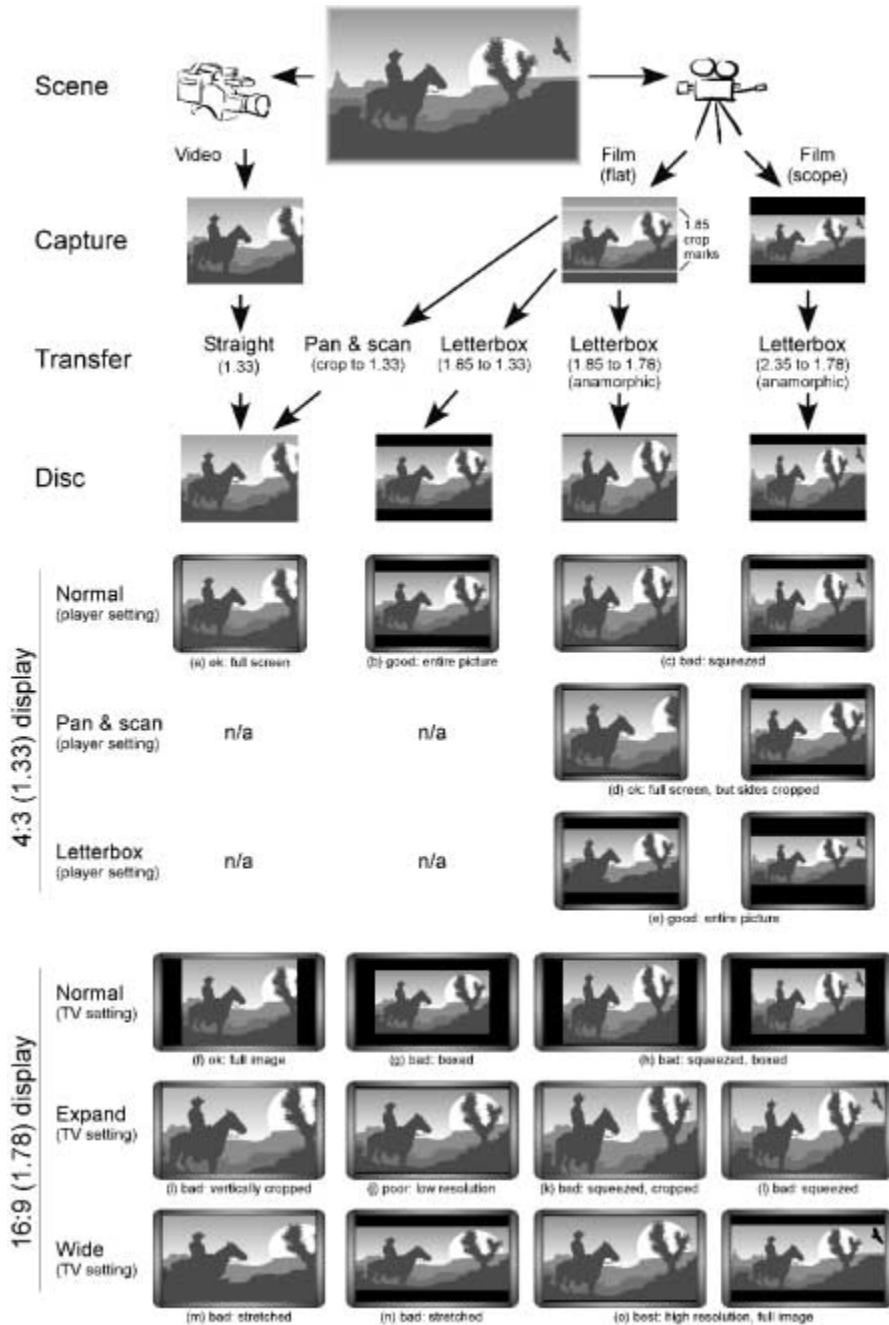 Scene
Video
Film
(flat)
Film
(scope)
Capture
1.85
crop
marks
Transfer
Straight
(1.33)
Pan & scan
(crop to 1.33)
Letterbox
(1.85 to 1.33)
Letterbox
(1.85 to 1.78)
(anamorphic)
Letterbox
(2.35 to 1.78)
(anamorphic)
Disc
4:3 (1.33) display
Normal
(player setting)
(a) ok: full screen
(b) good: entire picture
(c) bad: squeezed
Pan & scan
(player setting)
n/a
n/a
(d) ok: full screen, but sides cropped
Letterbox
(player setting)
n/a
n/a
(e) good: entire picture
16:9 (1.78) display
Normal
(TV setting)
(f) ok: full image
(g) bad: boxed
(h) bad: squeezed, boxed
Expand
(TV setting)
(i) bad: vertically cropped
(j) poor: low resolution
(k) bad: squeezed, cropped
(l) bad: squeezed
Wide
(TV setting)
(m) bad: stretched
(n) bad: stretched
(o) best: high resolution, full image